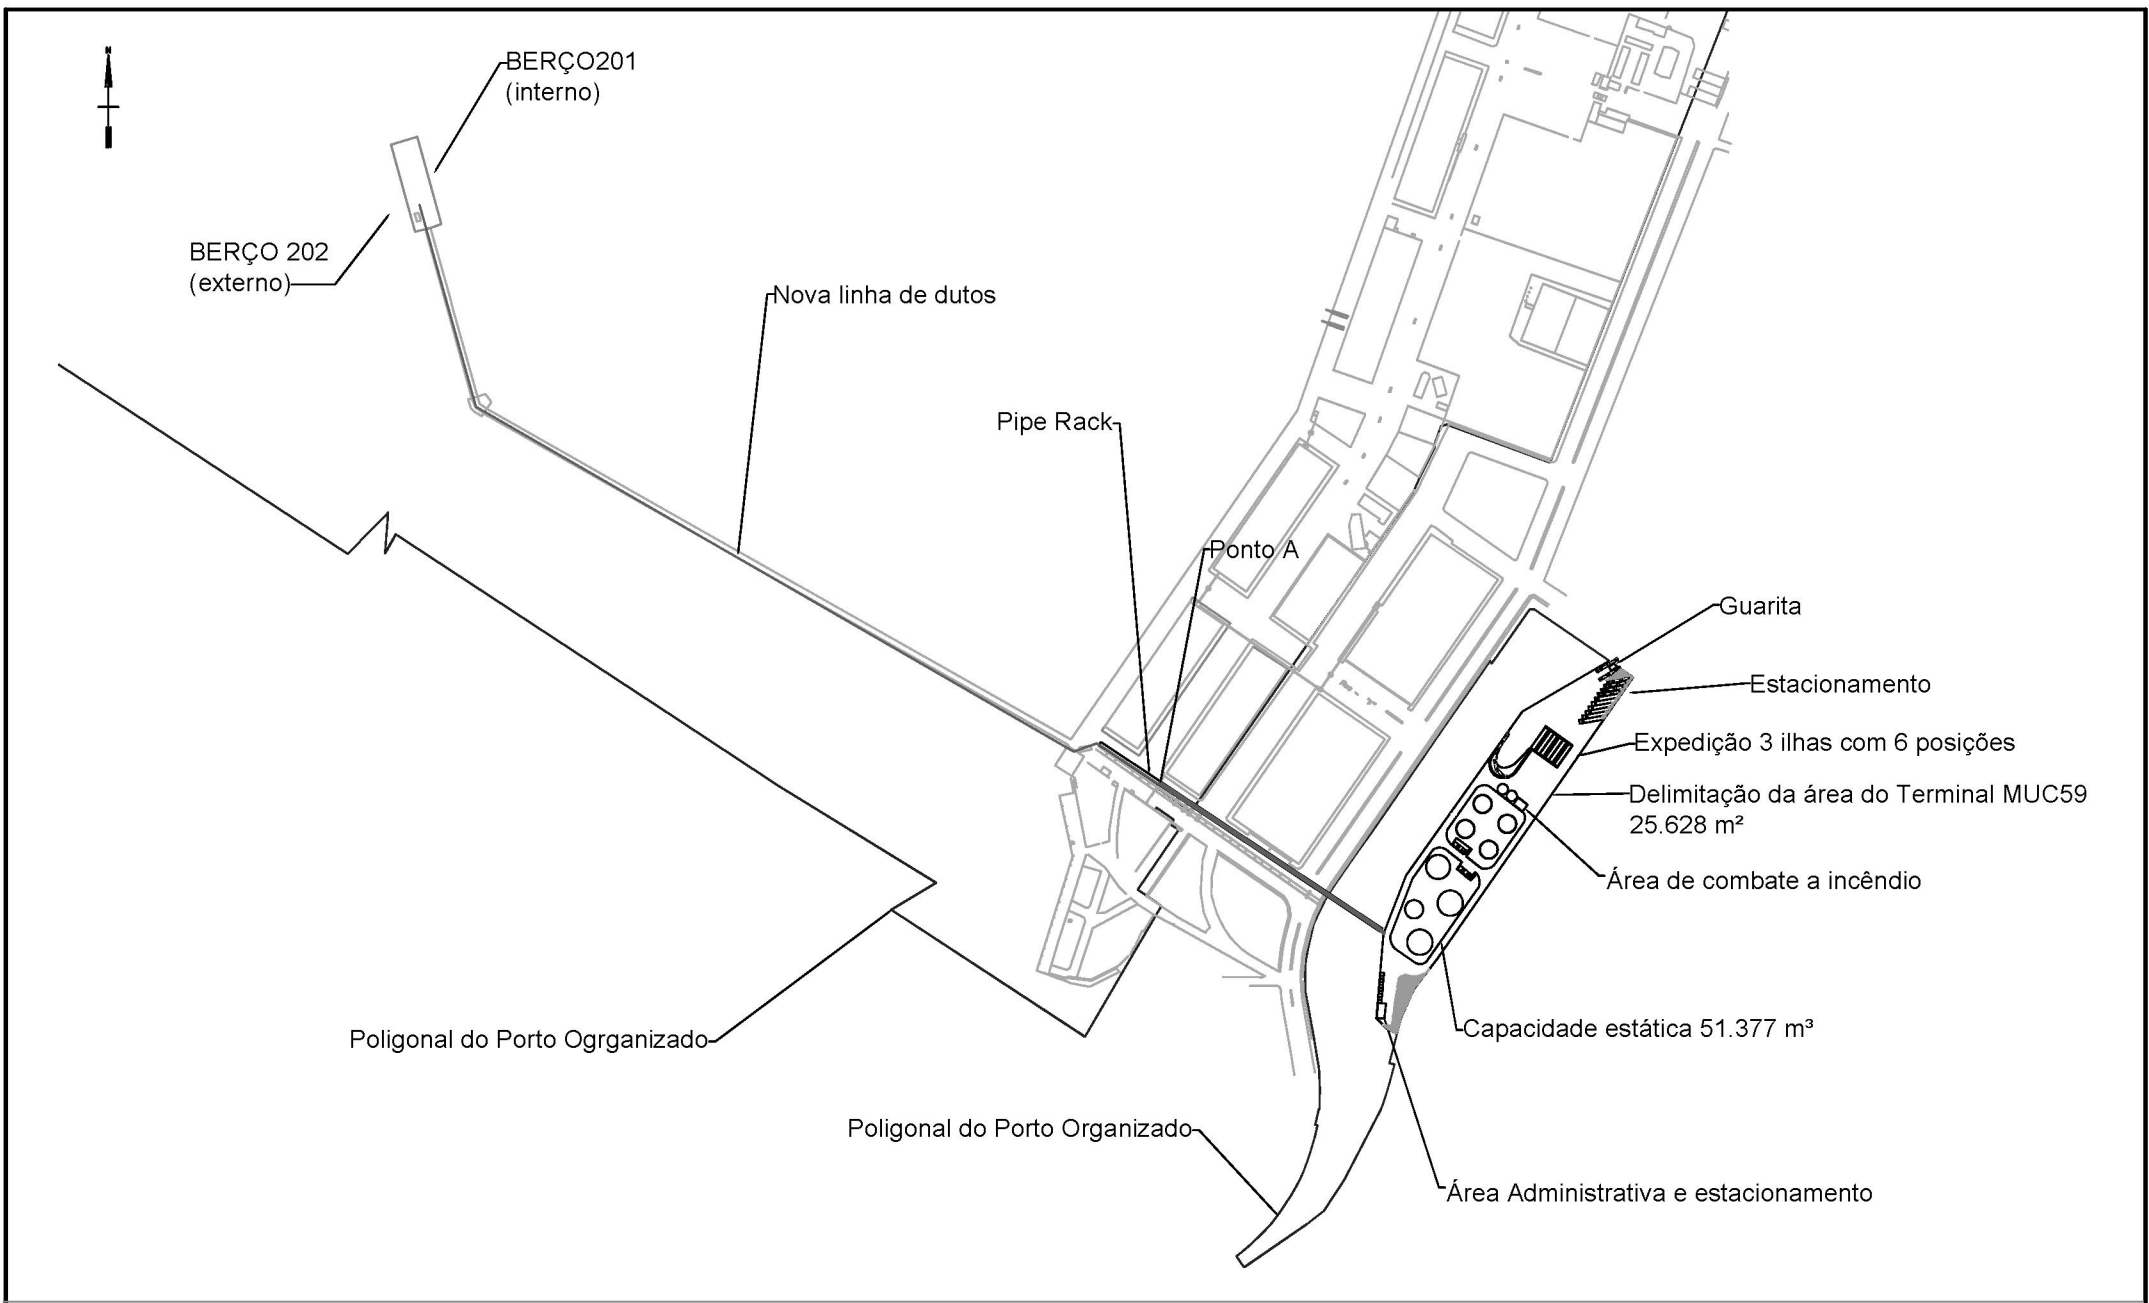 N
BERÇO201
(interno)
BERÇO 202
(externo)
Nova linha de dutos
Pipe Rack
Ponto A
Guarita
Estacionamento
Expedição 3 ilhas com 6 posições
Delimitação da área do Terminal MUC59
25.628 m²
Área de combate a incêndio
Capacidade estática 51.377 m³
Poligonal do Porto Ogrganizado
Poligonal do Porto Organizado
Área Administrativa e estacionamento